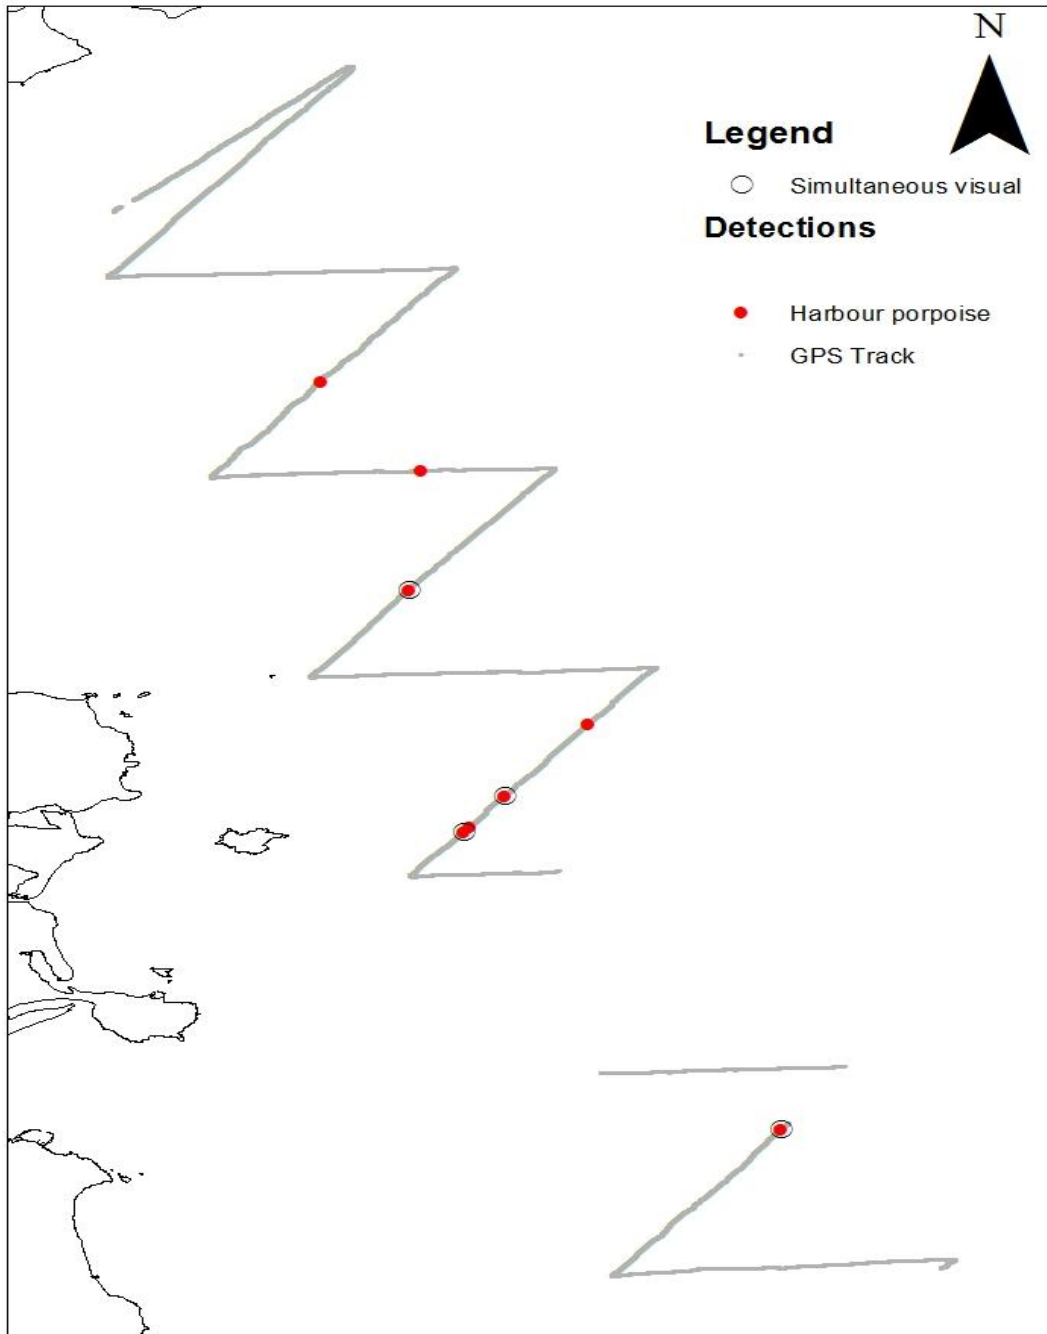 N
Legend
Simultaneous visual
Detections
Harbour porpoise
GPS Track